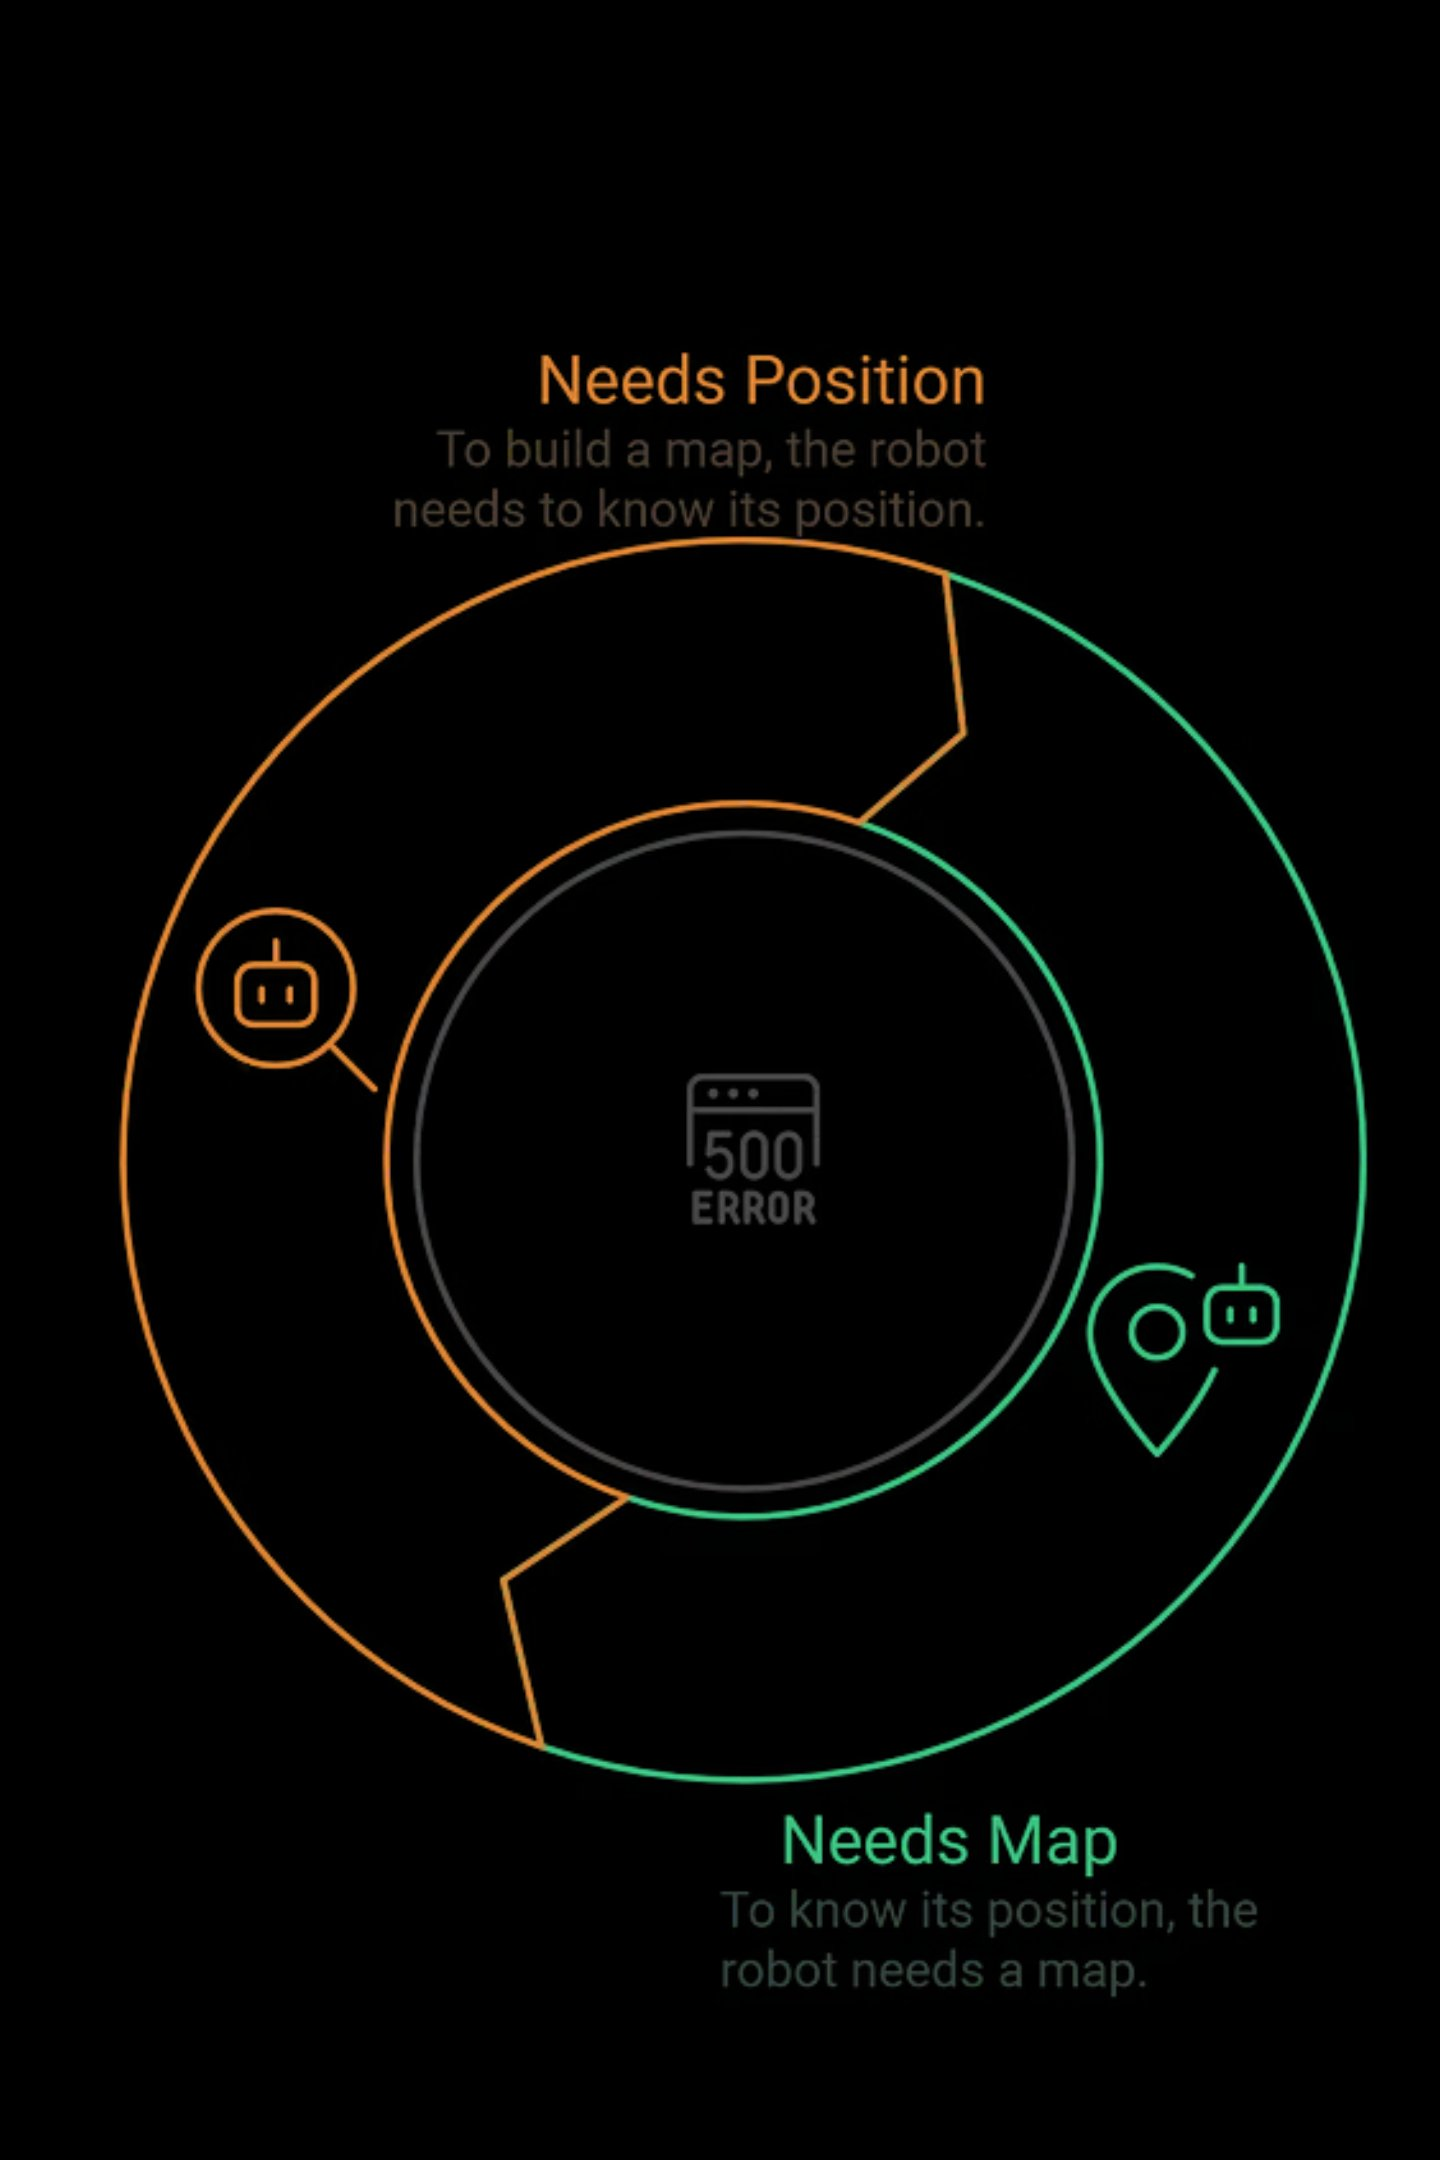 Needs Position
To build a map, the robot
needs to know its position.
500
ERROR
Needs Map
To know its position, the
robot needs a map.